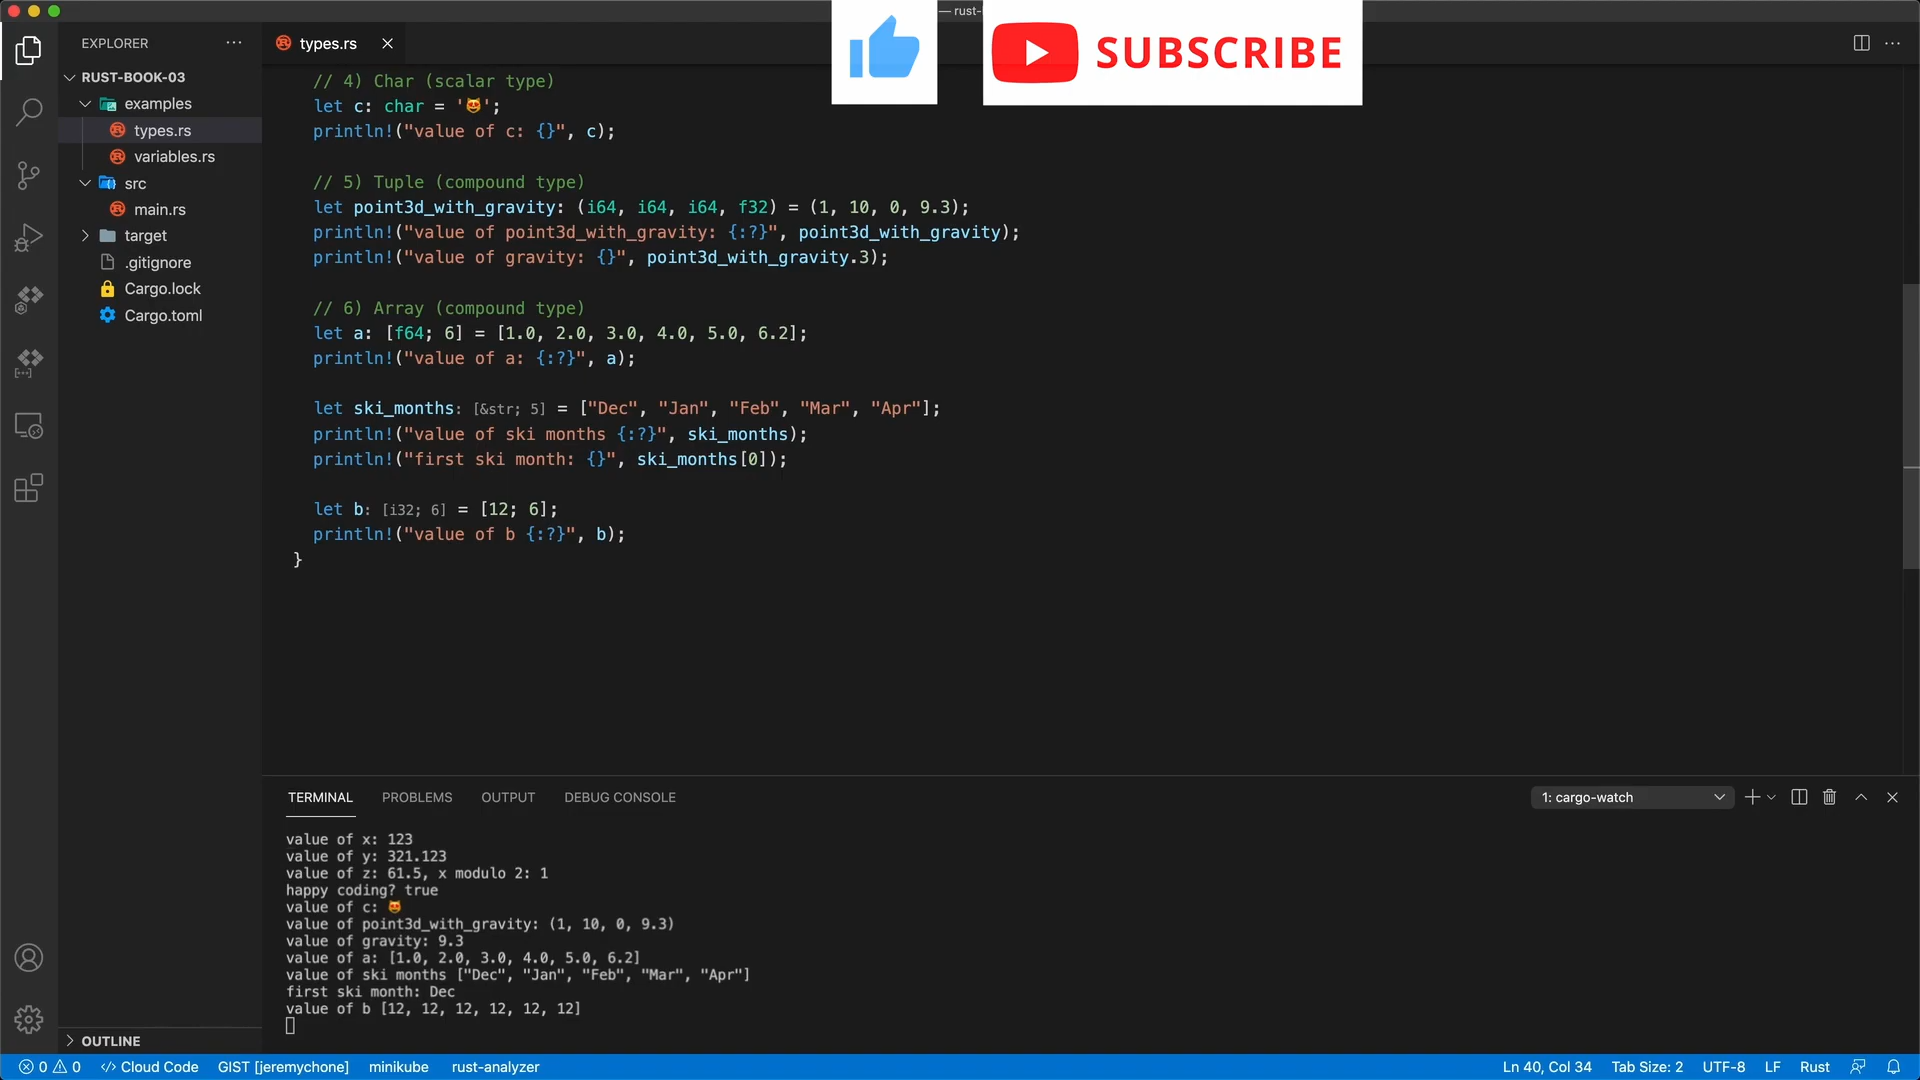 — rust-
SUBSCRIBE
EXPLORER
types.rs
RUST-BOOK-03
examples
types.rs
variables.rs
src
main.rs
target
.gitignore
Cargo.lock
Cargo.toml
OUTLINE
// 4) Char (scalar type)
let c: char = '😻';
println!("value of c: {}", c);
// 5) Tuple (compound type)
let point3d_with_gravity: (i64, i64, i64, f32) = (1, 10, 0, 9.3);
println!("value of point3d_with_gravity: {:?}", point3d_with_gravity);
println!("value of gravity: {}", point3d_with_gravity.3);
// 6) Array (compound type)
let a: [f64; 6] = [1.0, 2.0, 3.0, 4.0, 5.0, 6.2];
println!("value of a: {:?}", a);
let ski_months: [&str; 5] = ["Dec", "Jan", "Feb", "Mar", "Apr"];
println!("value of ski months {:?}", ski_months);
println!("first ski month: {}", ski_months[0]);
let b: [i32; 6] = [12; 6];
println!("value of b {:?}", b);
}
TERMINAL PROBLEMS OUTPUT DEBUG CONSOLE
1: cargo-watch
value of x: 123
value of y: 321.123
value of z: 61.5, x modulo 2: 1
happy coding? true
value of c: 😻
value of point3d_with_gravity: (1, 10, 0, 9.3)
value of gravity: 9.3
value of a: [1.0, 2.0, 3.0, 4.0, 5.0, 6.2]
value of ski months ["Dec", "Jan", "Feb", "Mar", "Apr"]
first ski month: Dec
value of b [12, 12, 12, 12, 12, 12]
0 0 Cloud Code GIST [jeremychone] minikube rust-analyzer Ln 40, Col 34 Tab Size: 2 UTF-8 LF Rust